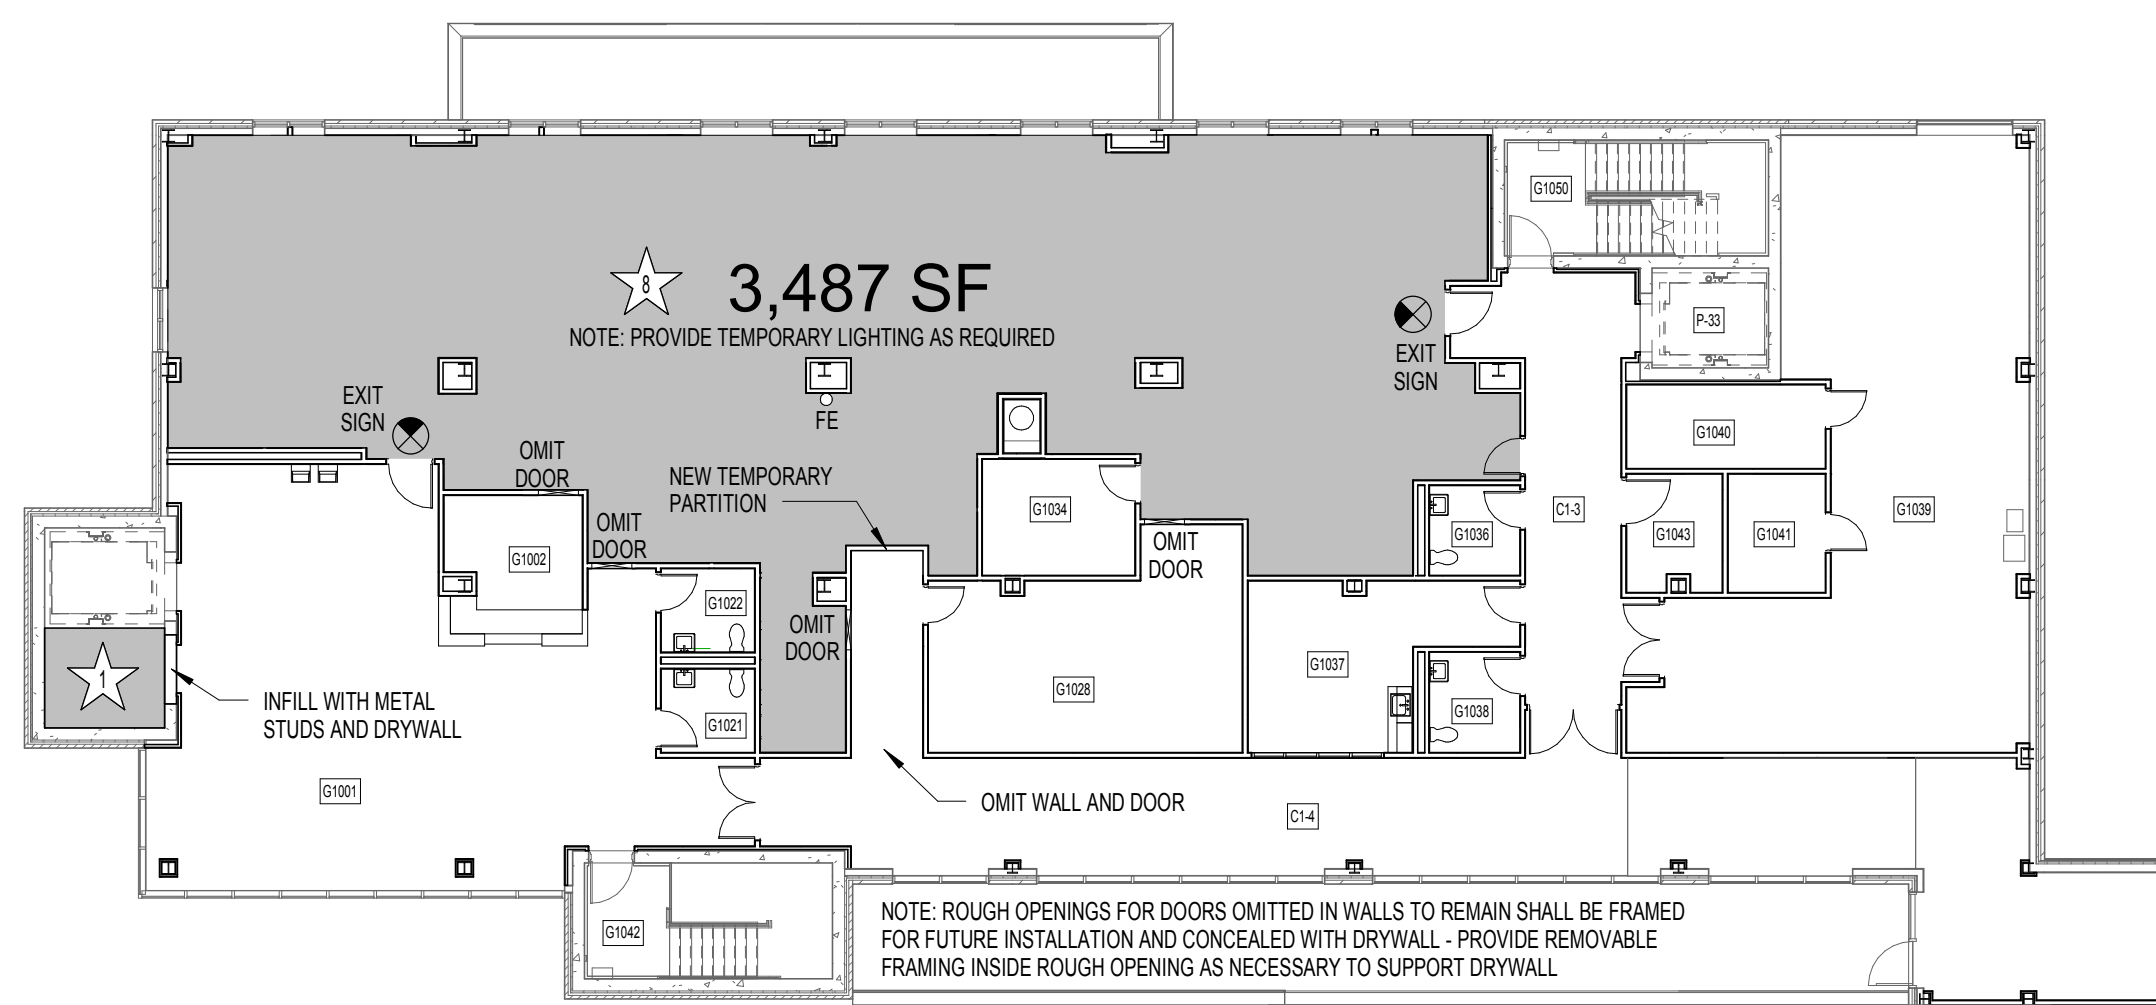 G1050
8
3,487 SF
NOTE: PROVIDE TEMPORARY LIGHTING AS REQUIRED
P-33
EXIT
SIGN
EXIT
SIGN
FE
G1040
OMIT
DOOR
NEW TEMPORARY
PARTITION
G1034
C1-3
G1039
OMIT
DOOR
G1002
OMIT
DOOR
G1036
G1043
G1041
G1022
OMIT
DOOR
1
G1037
G1028
INFILL WITH METAL
STUDS AND DRYWALL
G1021
G1038
G1001
OMIT WALL AND DOOR
C1-4
G1042
NOTE: ROUGH OPENINGS FOR DOORS OMITTED IN WALLS TO REMAIN SHALL BE FRAMED
FOR FUTURE INSTALLATION AND CONCEALED WITH DRYWALL - PROVIDE REMOVABLE
FRAMING INSIDE ROUGH OPENING AS NECESSARY TO SUPPORT DRYWALL